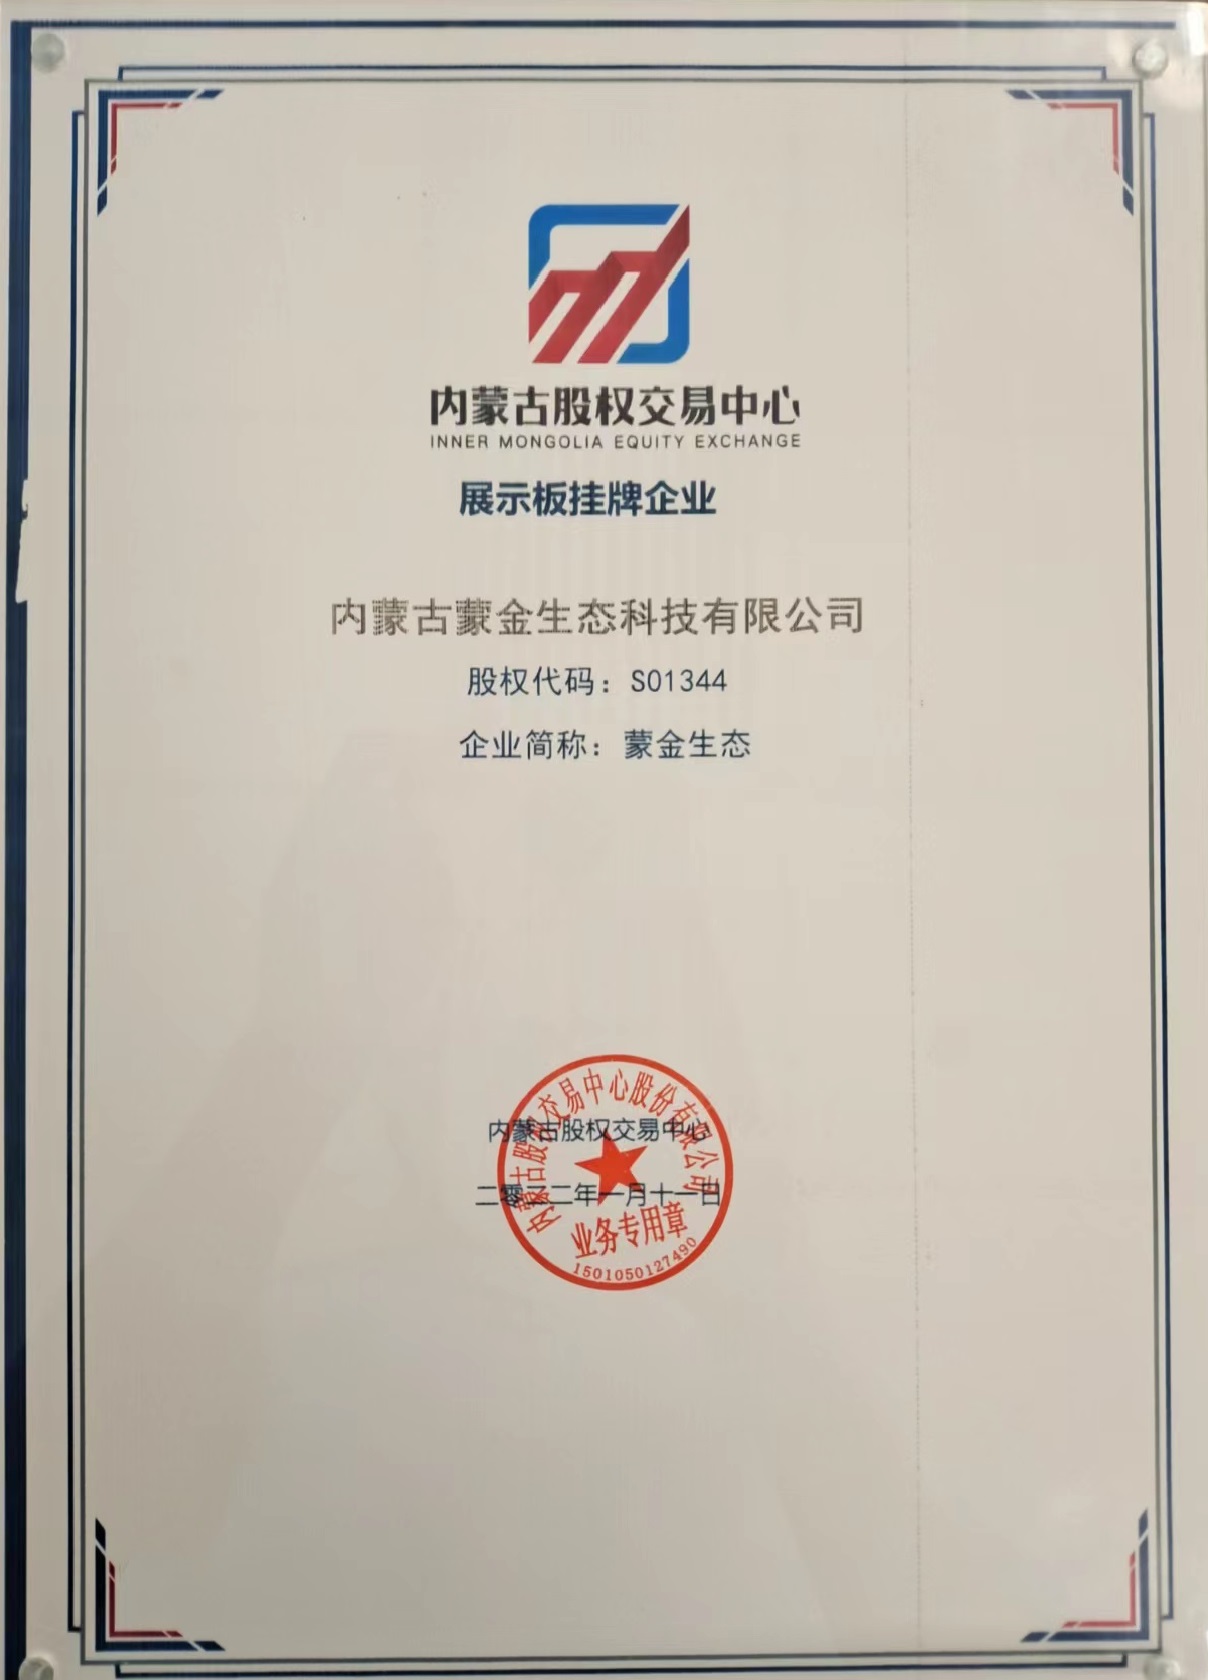 内蒙古股权交易中心
INNER MONGOLIA EQUITY EXCHANGE
展示板挂牌企业
内蒙古蒙金生态科技有限公司
股权代码：S01344
企业简称：蒙金生态
内蒙古股权交易中心股份有限公司
内蒙古股权交易中心
二零二二年一月十一日
业务专用章
1501050127490